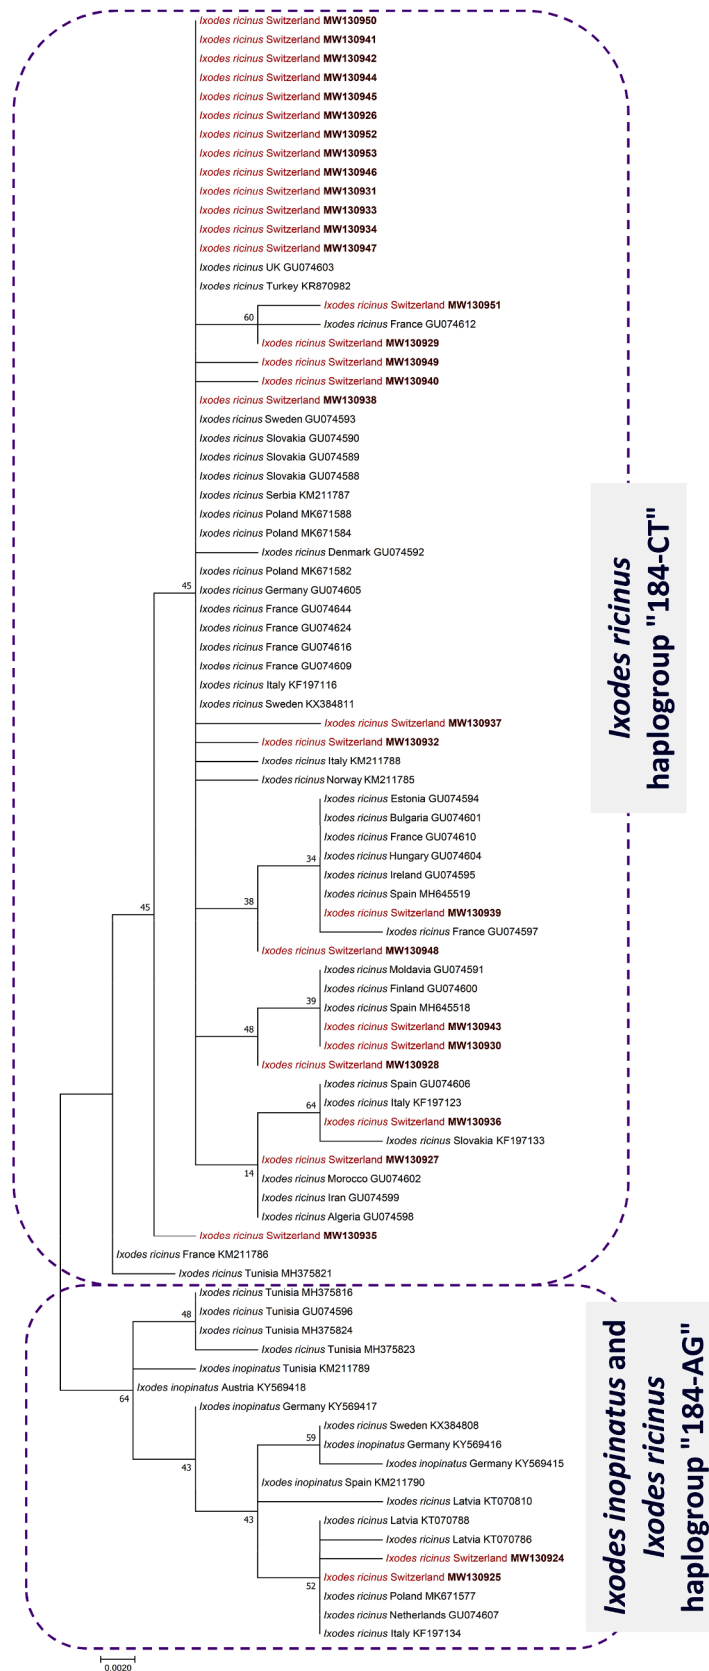 Ixodes ricinus Switzerland MW130950
Ixodes ricinus Switzerland MW130941
Ixodes ricinus Switzerland MW130942
Ixodes ricinus Switzerland MW130944
Ixodes ricinus Switzerland MW130945
Ixodes ricinus Switzerland MW130926
Ixodes ricinus Switzerland MW130952
Ixodes ricinus Switzerland MW130953
Ixodes ricinus Switzerland MW130946
Ixodes ricinus Switzerland MW130931
Ixodes ricinus Switzerland MW130933
Ixodes ricinus Switzerland MW130934
Ixodes ricinus Switzerland MW130947
Ixodes ricinus UK GU074603
Ixodes ricinus Turkey KR870982
Ixodes ricinus Switzerland MW130951
60
Ixodes ricinus France GU074612
Ixodes ricinus Switzerland MW130929
Ixodes ricinus Switzerland MW130949
Ixodes ricinus Switzerland MW130940
Ixodes ricinus Switzerland MW130938
Ixodes ricinus Sweden GU074593
Ixodes ricinus Slovakia GU074590
Ixodes ricinus Slovakia GU074589
Ixodes ricinus Slovakia GU074588
Ixodes ricinus Serbia KM211787
Ixodes ricinus Poland MK671588
Ixodes ricinus Poland MK671584
Ixodes ricinus Denmark GU074592
Ixodes ricinus Poland MK671582
45
Ixodes ricinus Germany GU074605
Ixodes ricinus France GU074644
Ixodes ricinus France GU074624
Ixodes ricinus France GU074616
Ixodes ricinus France GU074609
Ixodes ricinus Italy KF197116
Ixodes ricinus Sweden KX384811
Ixodes ricinus Switzerland MW130937
Ixodes ricinus Switzerland MW130932
Ixodes ricinus Italy KM211788
Ixodes ricinus Norway KM211785
Ixodes ricinus Estonia GU074594
Ixodes ricinus Bulgaria GU074601
Ixodes ricinus France GU074610
34
Ixodes ricinus Hungary GU074604
Ixodes ricinus Ireland GU074595
Ixodes ricinus Spain MH645519
38
45
Ixodes ricinus Switzerland MW130939
Ixodes ricinus France GU074597
Ixodes ricinus Switzerland MW130948
Ixodes ricinus Moldavia GU074591
Ixodes ricinus Finland GU074600
39
Ixodes ricinus Spain MH645518
48
Ixodes ricinus Switzerland MW130943
Ixodes ricinus Switzerland MW130930
Ixodes ricinus Switzerland MW130928
Ixodes ricinus Spain GU074606
64
Ixodes ricinus Italy KF197123
Ixodes ricinus Switzerland MW130936
Ixodes ricinus Slovakia KF197133
Ixodes ricinus Switzerland MW130927
14
Ixodes ricinus Morocco GU074602
Ixodes ricinus Iran GU074599
Ixodes ricinus Algeria GU074598
Ixodes ricinus Switzerland MW130935
Ixodes ricinus France KM211786
Ixodes ricinus Tunisia MH375821
Ixodes ricinus
haplogroup "184-CT"
Ixodes ricinus Tunisia MH375816
48
Ixodes ricinus Tunisia GU074596
Ixodes ricinus Tunisia MH375824
Ixodes ricinus Tunisia MH375823
Ixodes inopinatus Tunisia KM211789
Ixodes inopinatus Austria KY569418
64
Ixodes inopinatus Germany KY569417
Ixodes ricinus Sweden KX384808
59
Ixodes inopinatus Germany KY569416
Ixodes inopinatus Germany KY569415
43
Ixodes inopinatus Spain KM211790
Ixodes ricinus Latvia KT070810
43
Ixodes ricinus Latvia KT070788
Ixodes ricinus Latvia KT070786
Ixodes ricinus Switzerland MW130924
Ixodes ricinus Switzerland MW130925
52
Ixodes ricinus Poland MK671577
Ixodes ricinus Netherlands GU074607
Ixodes ricinus Italy KF197134
Ixodes inopinatus and
Ixodes ricinus
haplogroup "184-AG"
0.0020